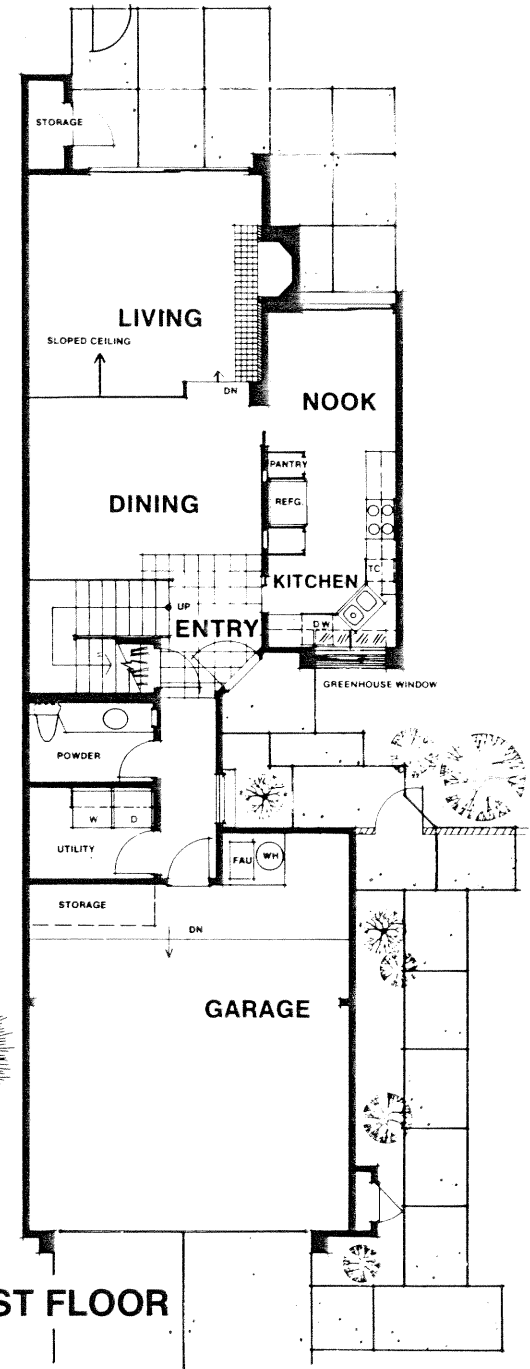 STORAGE
LIVING
SLOPED CEILING
DN
NOOK
PANTRY
REFG.
DINING
TC
KITCHEN
UP
ENTRY
DW
GREENHOUSE WINDOW
POWDER
W D
UTILITY
FAU WH
STORAGE
DN
GARAGE
ST FLOOR